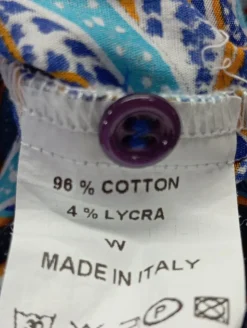 96 % COTTON
4 % LYCRA
W
MADE IN ITALY
P